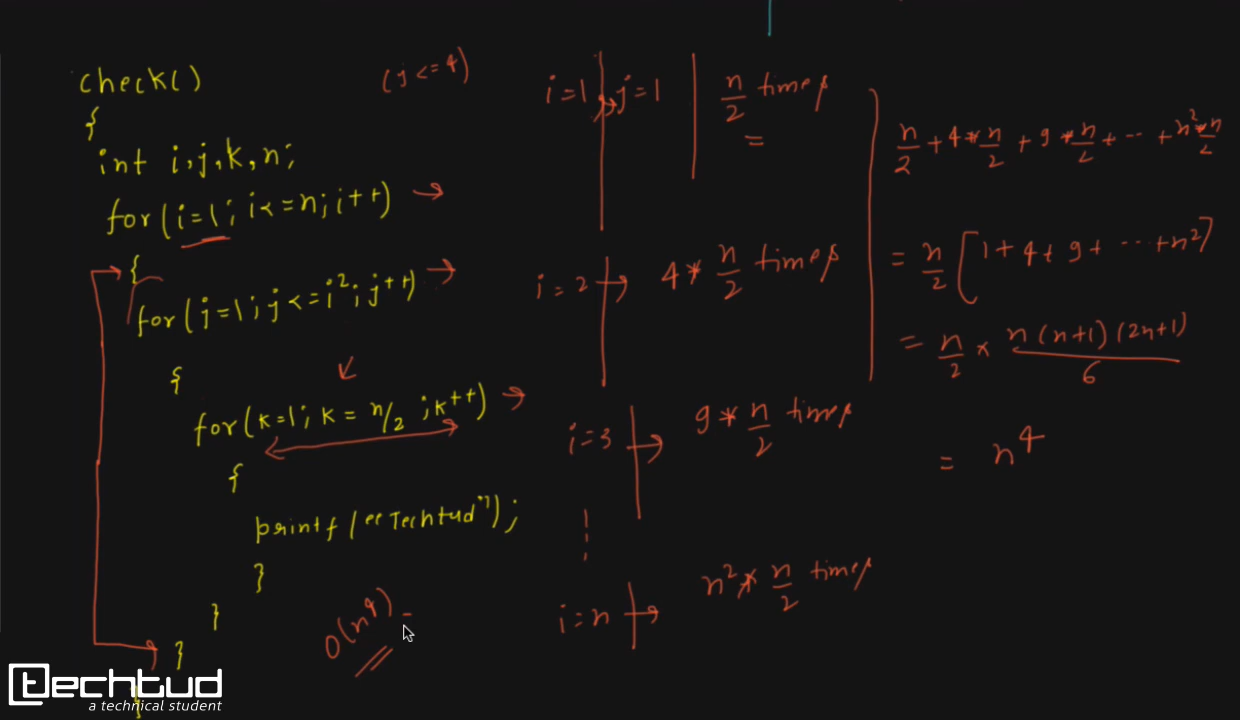 check()
{
int i,j,k,n;
for(i=1; i<=n; i++) →
{
for(j=1; j<=i²; j++) →
{
for(k=1; k = n/2 ; k++) →
{
printf("Techtud");
}
}
}
}
O(n⁴)
(j<=4)
i=1 → j=1 n/2 times
=
i=2 → 4 * n/2 times
i=3 → 9 * n/2 times
i=n → n² * n/2 times
n/2 + 4*n/2 + 9*n/2 + ... + n²*n/2
= n/2 [1+4+9+ ... +n²]
= n/2 × n(n+1)(2n+1)/6
= n⁴
techtud
a technical student